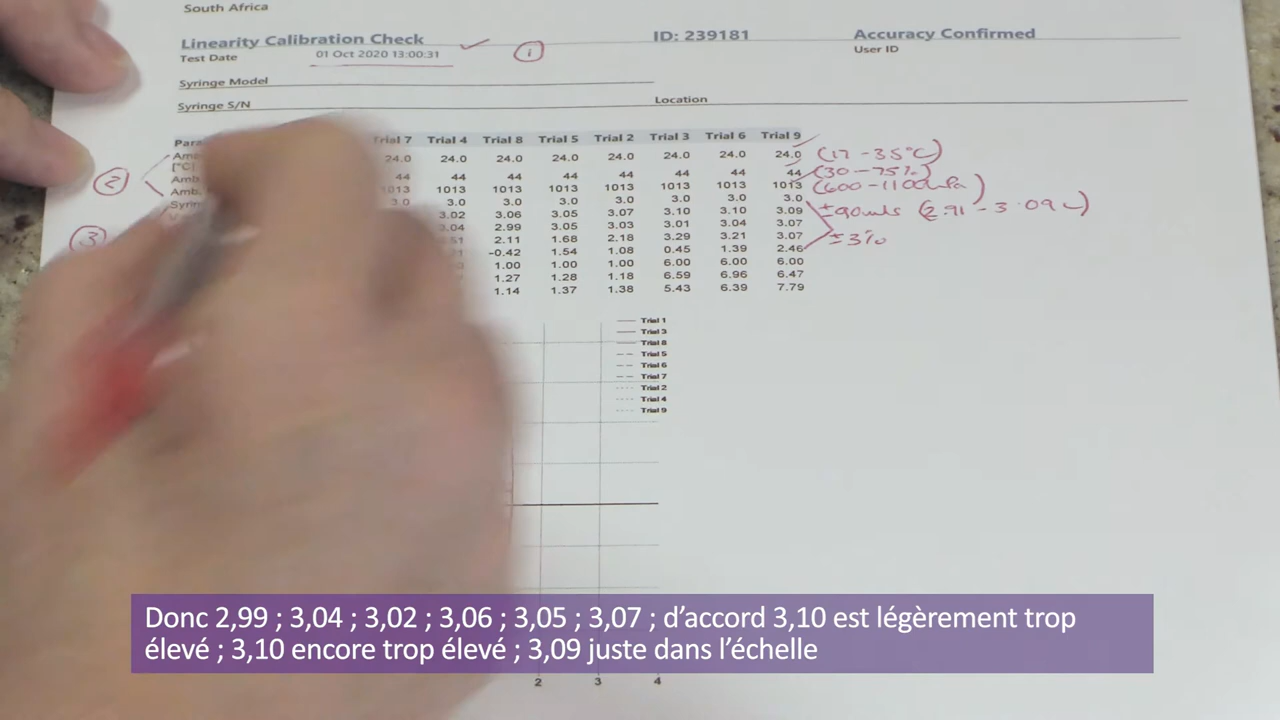 South Africa
Linearity Calibration Check ID: 239181 Accuracy Confirmed
Test Date 01 Oct 2020 13:00:31 1 User ID
Syringe Model
Syringe S/N Location
Trial 7 Trial 4 Trial 8 Trial 5 Trial 2 Trial 3 Trial 6 Trial 9
24.0 24.0 24.0 24.0 24.0 24.0 24.0 24.0 (17 - 35°C)
[°C]
2 44 44 44 44 44 44 44 44 (30 - 75%)
Amb. 1013 1013 1013 1013 1013 1013 1013 1013 (600 - 1100hPa)
3.0 3.0 3.0 3.0 3.0 3.0 3.0 3.0
3.02 3.06 3.05 3.07 3.10 3.10 3.09 ±90mls (2.91 - 3.09L)
3 3.04 2.99 3.05 3.03 3.01 3.04 3.07
2.11 1.68 2.18 3.29 3.21 3.07 ±3%
-0.42 1.54 1.08 0.45 1.39 2.46
1.00 1.00 1.00 6.00 6.00 6.00
1.27 1.28 1.18 6.59 6.96 6.47
1.14 1.37 1.38 5.43 6.39 7.79
Trial 1
Trial 3
Trial 8
Trial 5
Trial 6
Trial 7
Trial 2
Trial 4
Trial 9
Donc 2,99 ; 3,04 ; 3,02 ; 3,06 ; 3,05 ; 3,07 ; d’accord 3,10 est légèrement trop
élevé ; 3,10 encore trop élevé ; 3,09 juste dans l’échelle
2 3 4